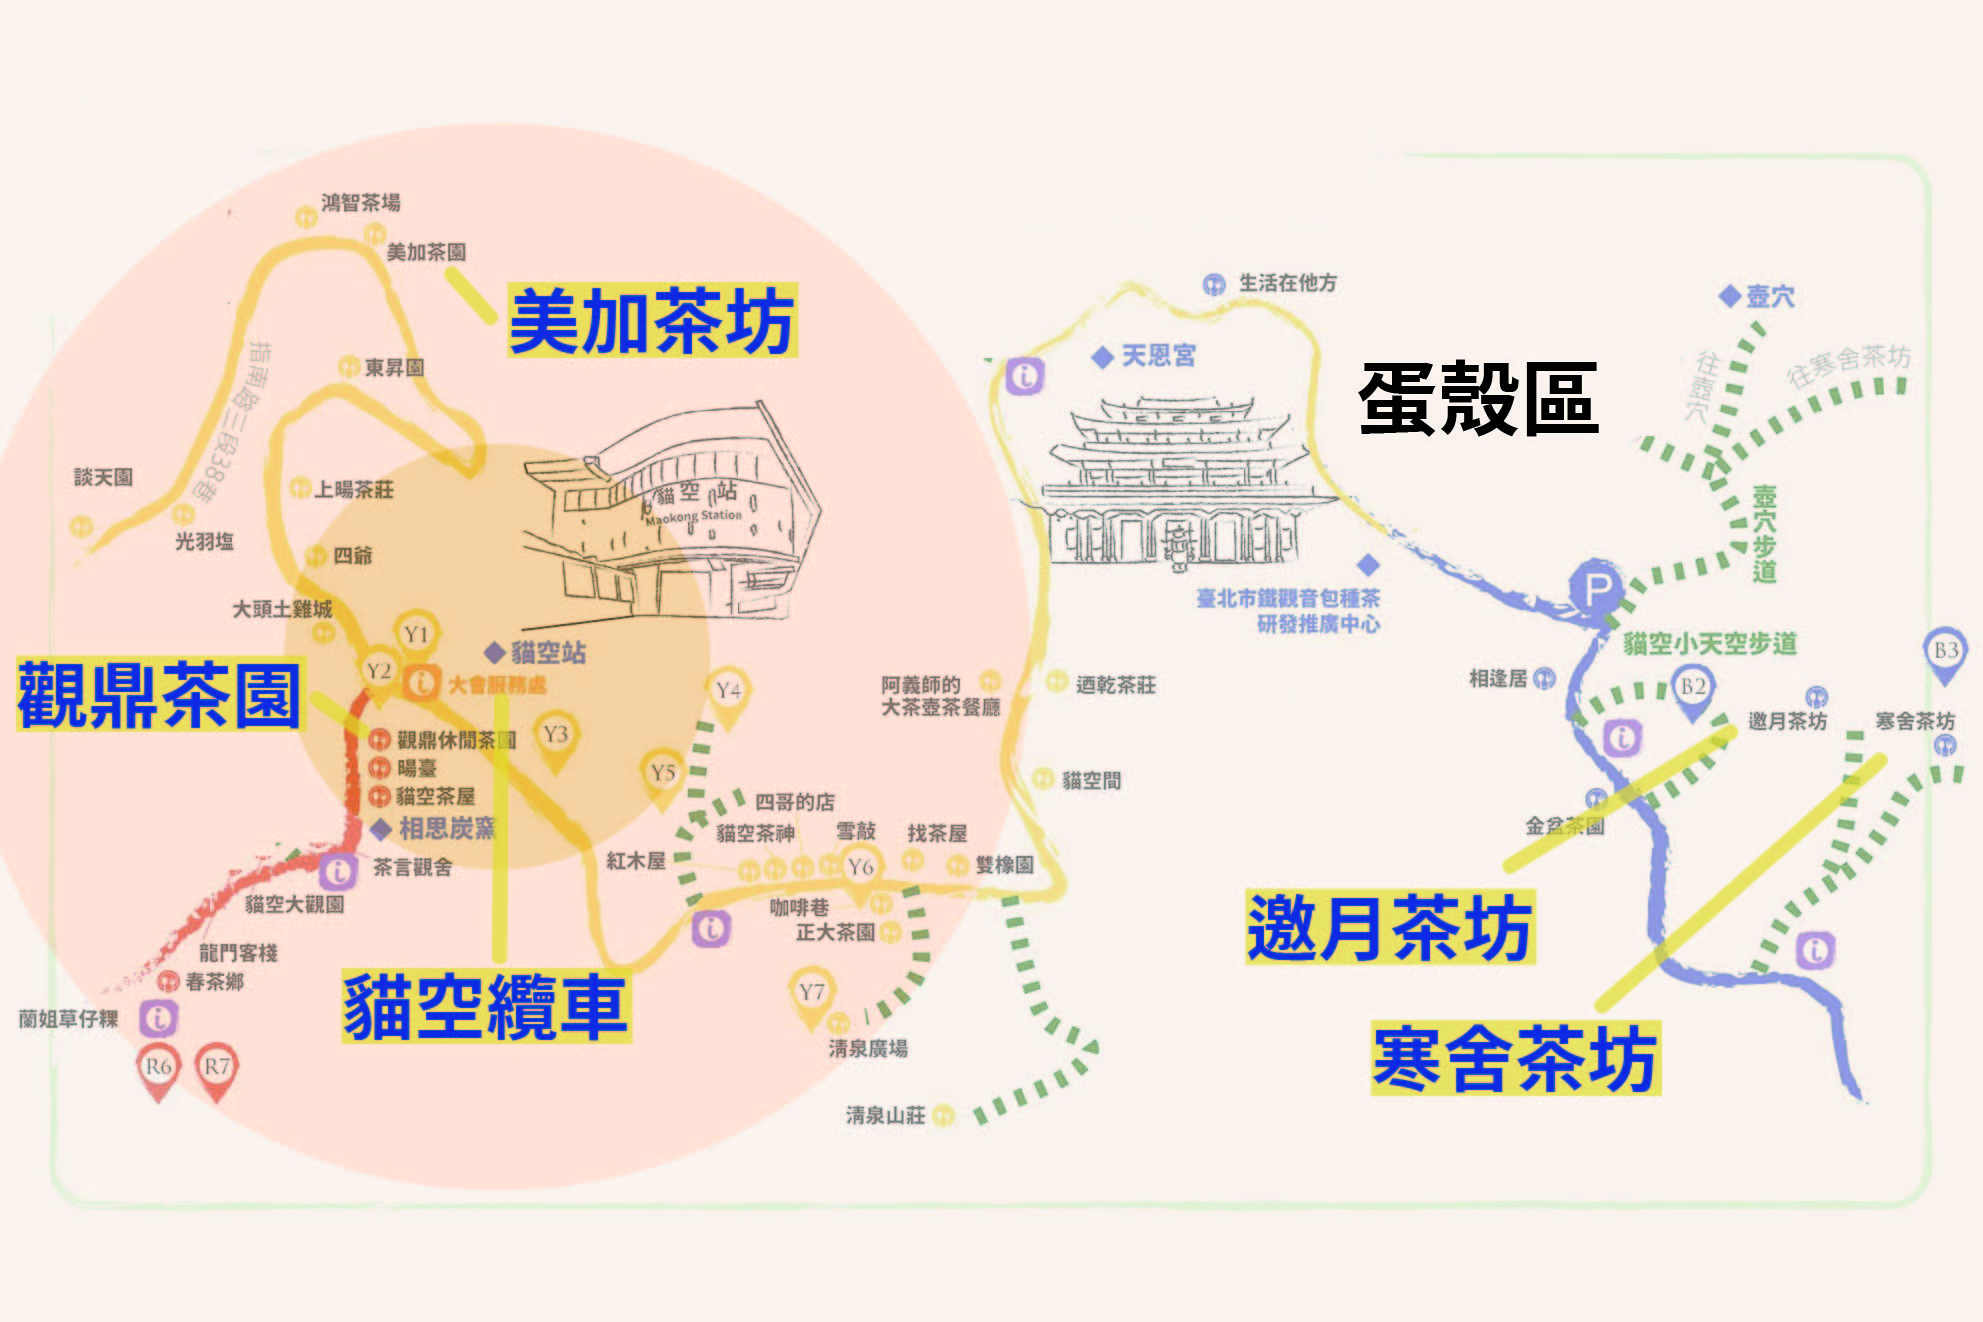 鴻智茶場
美加茶園
美加茶坊
生活在他方
壺穴
天恩宮
往壺穴
往寒舍茶坊
東昇園
指南路三段38巷
蛋殼區
談天園
上暘茶莊
貓空站
Maokong Station
光羽塩
四爺
壺穴步道
大頭土雞城
臺北市鐵觀音包種茶
研發推廣中心
P
Y1
貓空站
貓空小天空步道
B3
Y2
大會服務處
觀鼎茶園
Y4
阿義師的
大茶壺茶餐廳
迺乾茶莊
相逢居
B2
邀月茶坊
寒舍茶坊
觀鼎休閒茶園
Y3
暘臺
Y5
貓空間
貓空茶屋
四哥的店
相思炭窯
貓空茶神
雪敲
找茶屋
金盆茶園
茶言觀舍
紅木屋
Y6
雙橡園
貓空大觀園
咖啡巷
正大茶園
邀月茶坊
龍門客棧
春茶鄉
貓空纜車
Y7
蘭姐草仔粿
清泉廣場
寒舍茶坊
R6
R7
清泉山莊